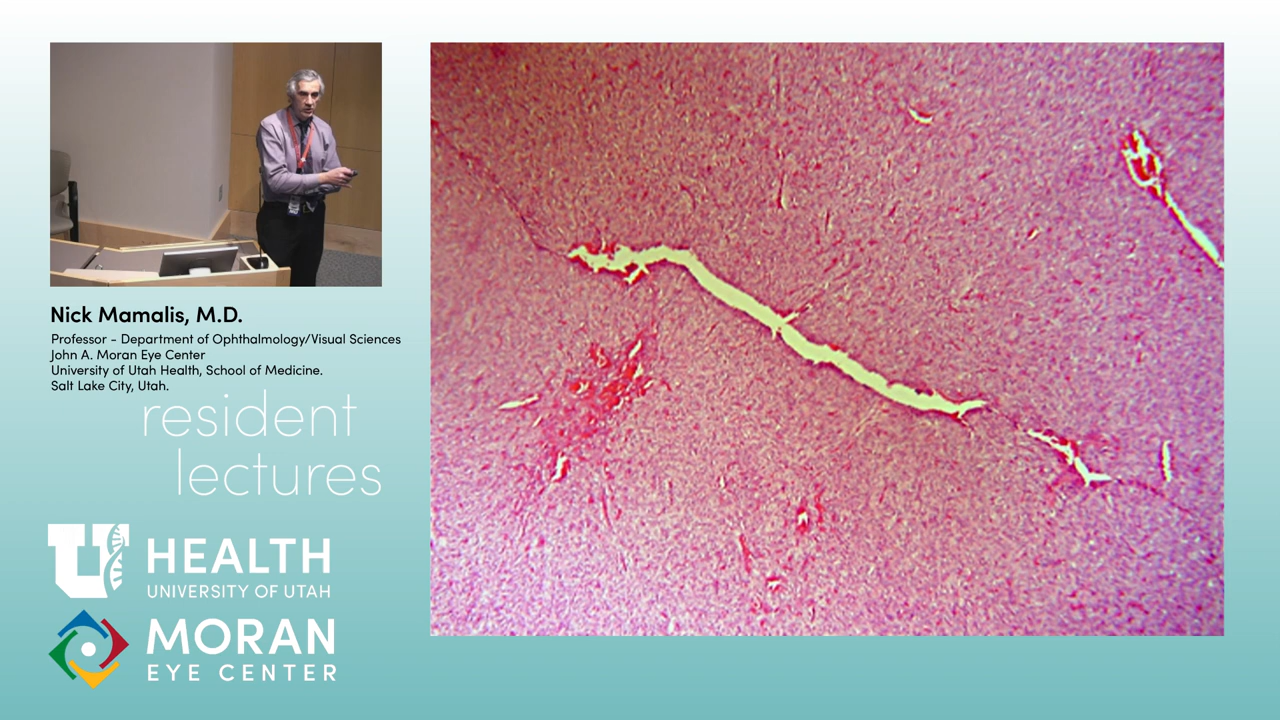 Nick Mamalis, M.D.
Professor - Department of Ophthalmology/Visual Sciences
John A. Moran Eye Center
University of Utah Health, School of Medicine.
Salt Lake City, Utah.
resident
lectures
U HEALTH
UNIVERSITY OF UTAH
MORAN
EYE CENTER